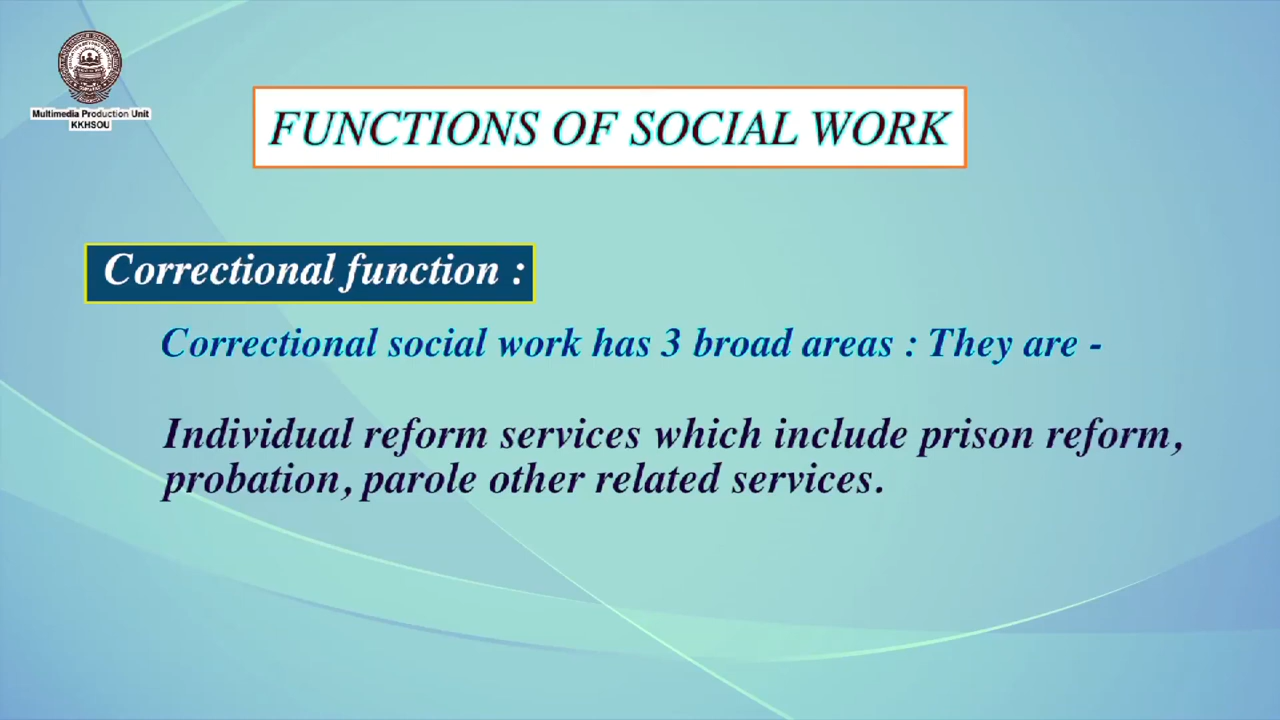 Multimedia Production Unit
KKHSOU
FUNCTIONS OF SOCIAL WORK
Correctional function :
Correctional social work has 3 broad areas : They are -
Individual reform services which include prison reform,
probation, parole other related services.